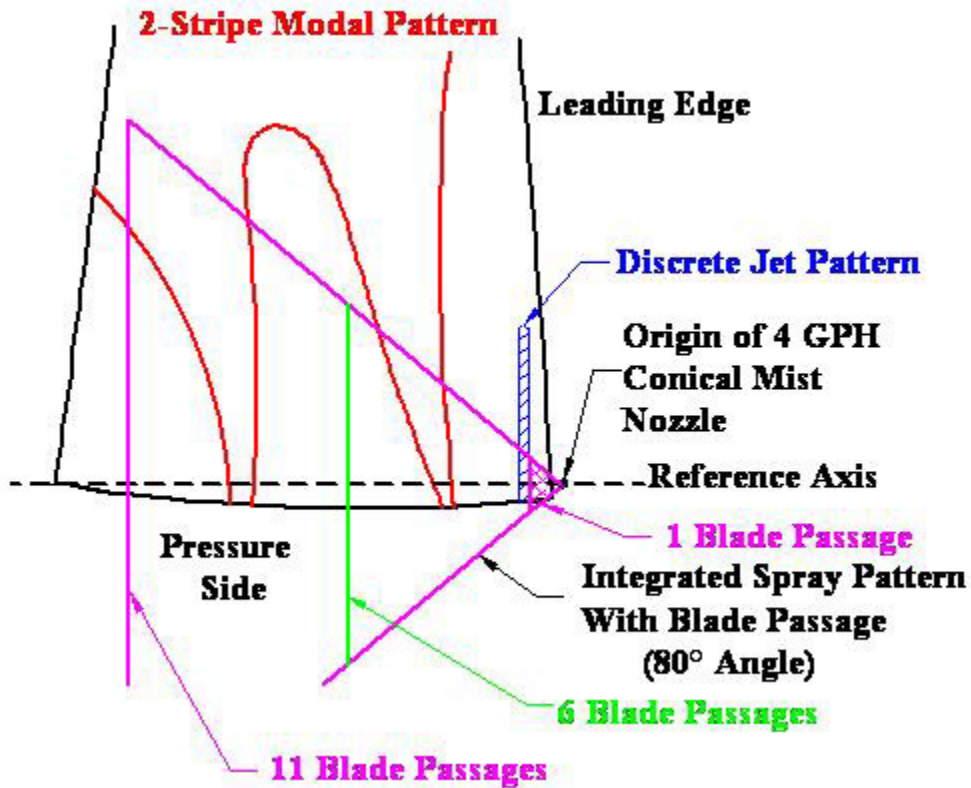 2-Stripe Modal Pattern
Leading Edge
Discrete Jet Pattern
Origin of 4 GPH
Conical Mist
Nozzle
Reference Axis
1 Blade Passage
Pressure
Side
Integrated Spray Pattern
With Blade Passage
(80° Angle)
6 Blade Passages
11 Blade Passages